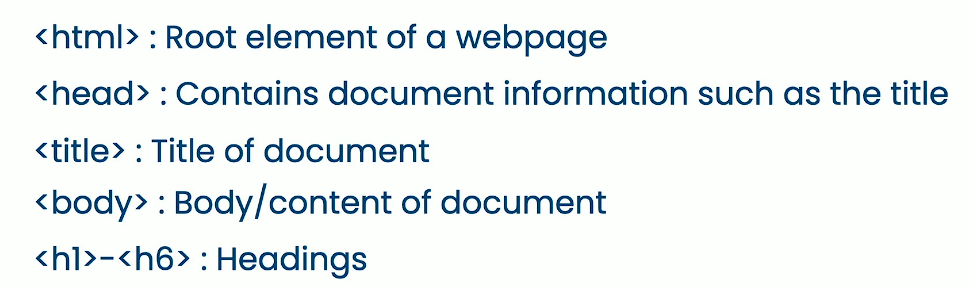 <html> : Root element of a webpage
<head> : Contains document information such as the title
<title> : Title of document
<body> : Body/content of document
<h1>-<h6> : Headings